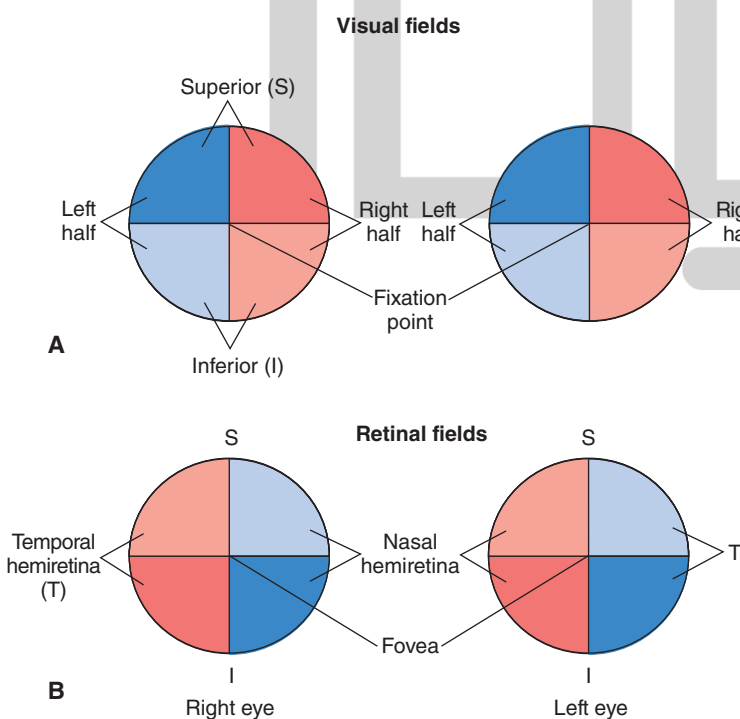 Visual fields
Superior (S)
Left
half
Right
half
Left
half
Fixation
point
Inferior (I)
A
Retinal fields
S
S
Temporal
hemiretina
(T)
Nasal
hemiretina
T
Fovea
I
I
B
Right eye
Left eye